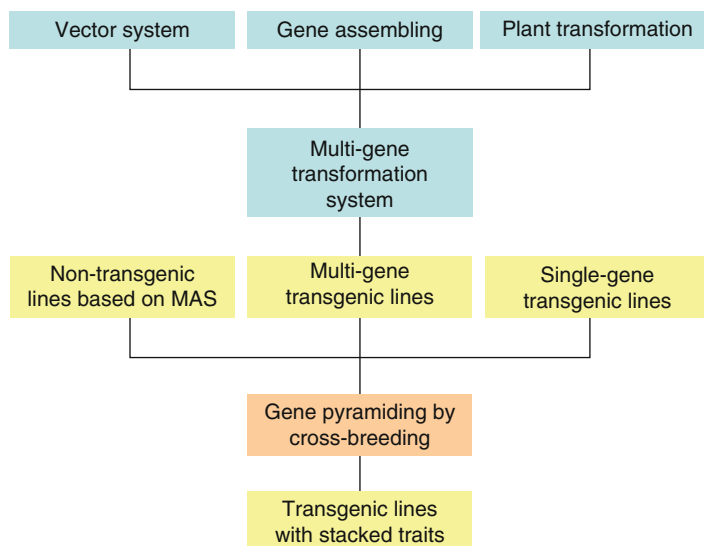 Vector system
Gene assembling
Plant transformation
Multi-gene
transformation
system
Non-transgenic
lines based on MAS
Multi-gene
transgenic lines
Single-gene
transgenic lines
Gene pyramiding by
cross-breeding
Transgenic lines
with stacked traits